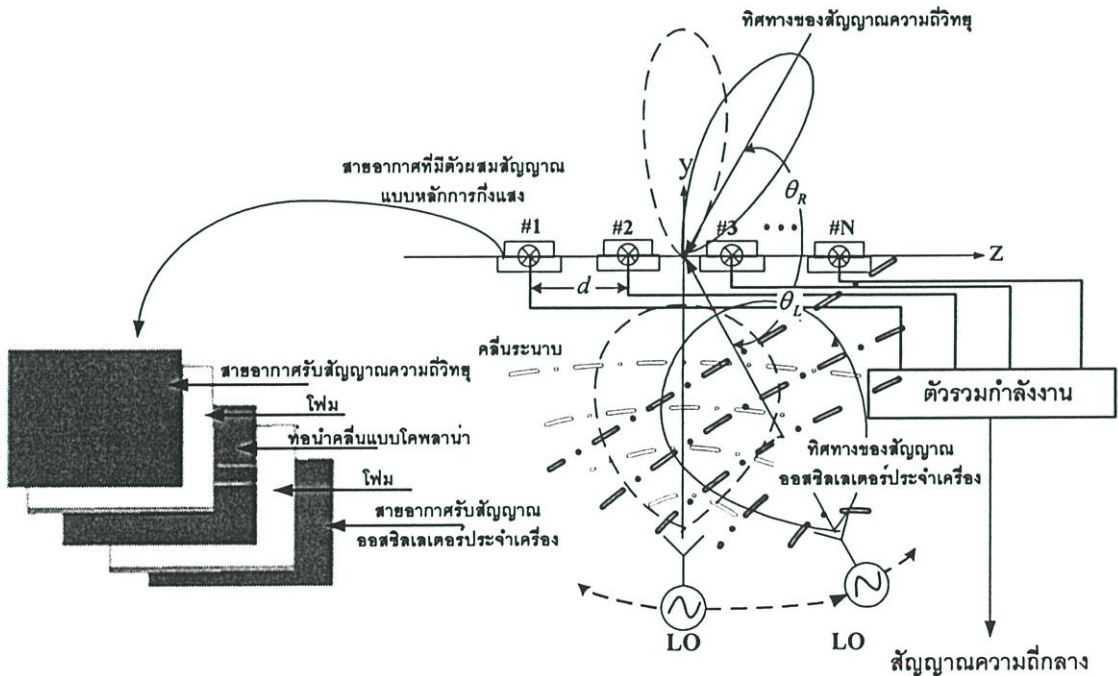 ทิศทางของสัญญาณความถี่วิทยุ
สายอากาศที่มีตัวผสมสัญญาณ
แบบหลักการกึ่งแสง
y
θR
#1
#2
#3
...
#N
z
d
θL
คลื่นระนาบ
สายอากาศรับสัญญาณความถี่วิทยุ
โฟม
ท่อนำคลื่นแบบโคพลาน่า
โฟม
สายอากาศรับสัญญาณ
ออสซิลเลเตอร์ประจำเครื่อง
ตัวรวมกำลังงาน
ทิศทางของสัญญาณ
ออสซิลเลเตอร์ประจำเครื่อง
LO
LO
สัญญาณความถี่กลาง